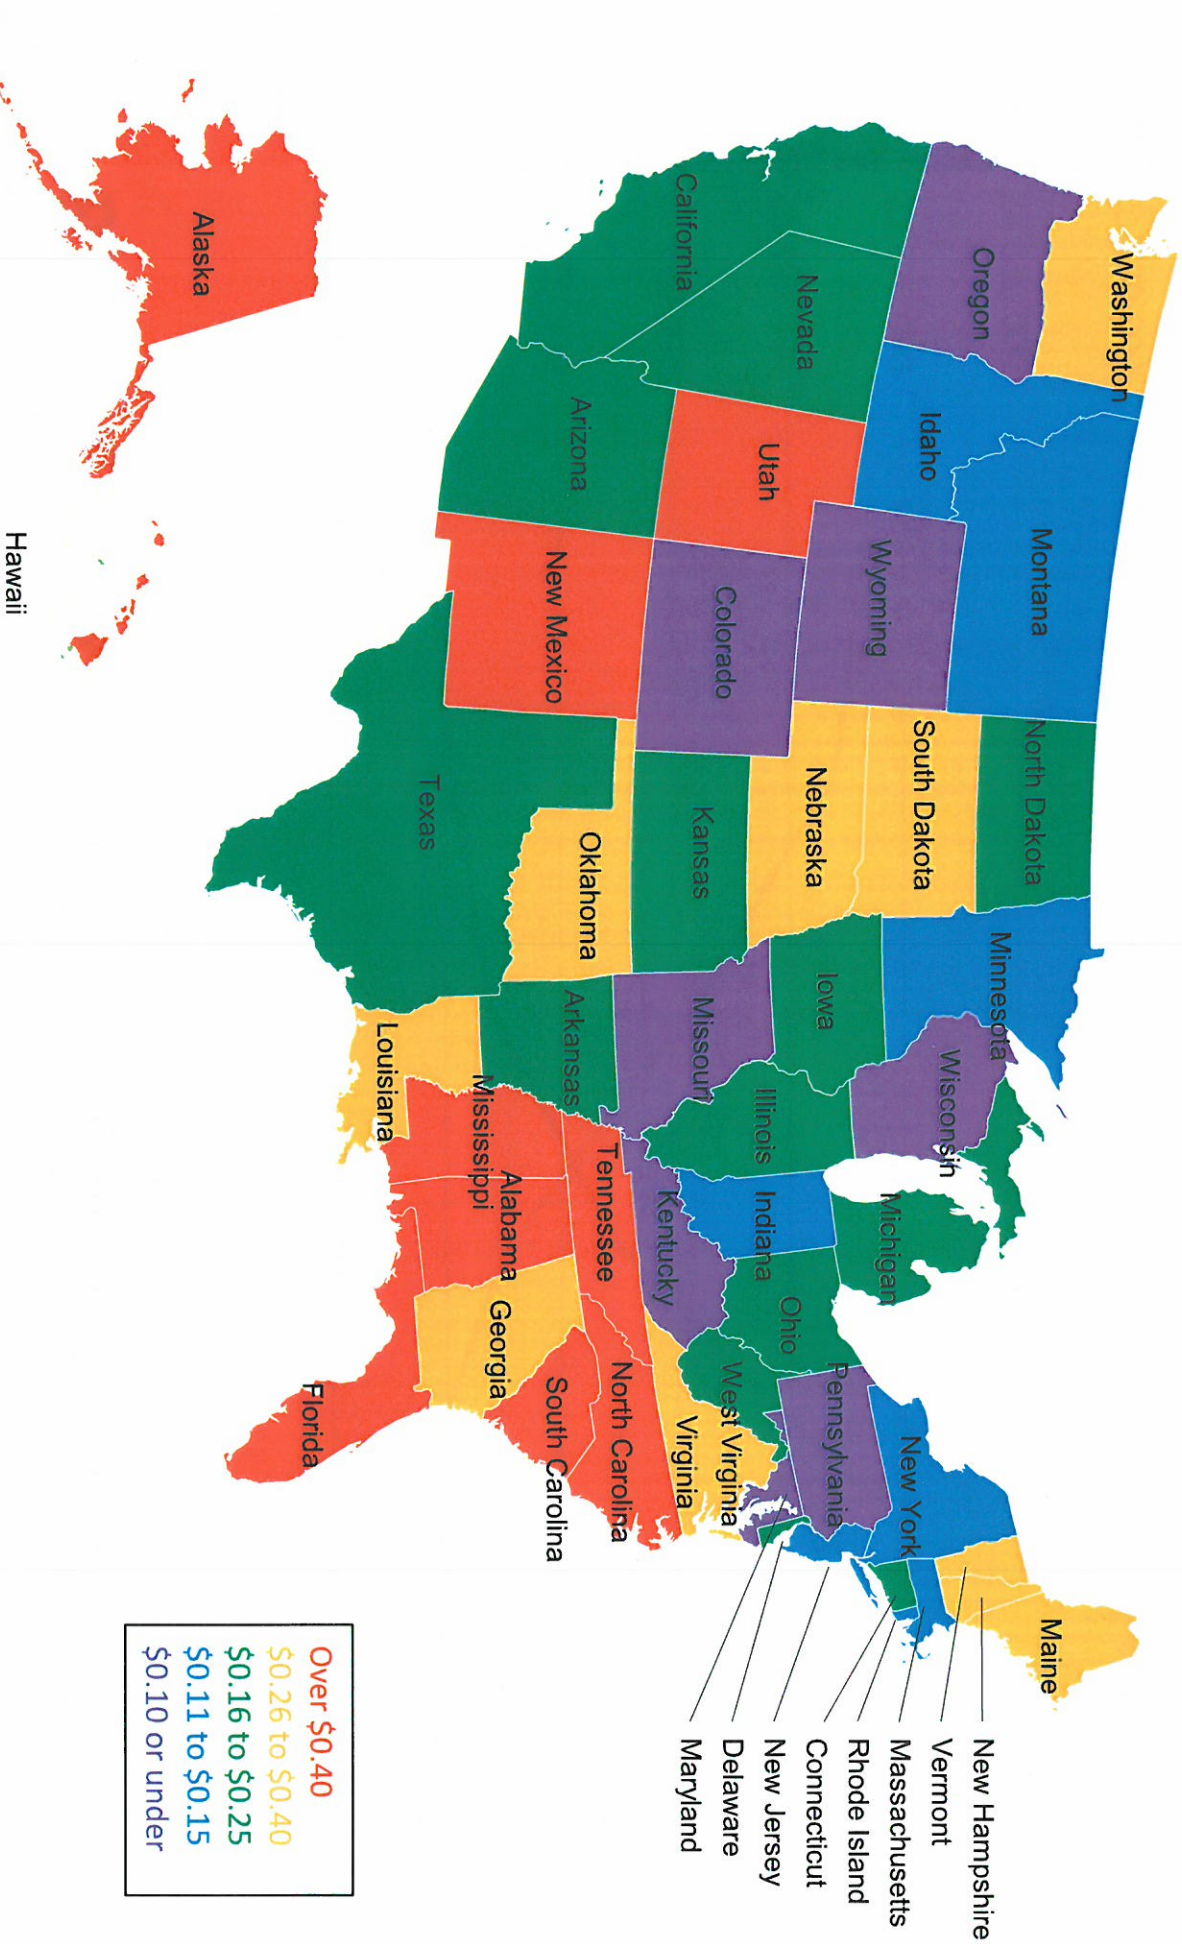 Washington
Oregon
California
Nevada
Idaho
Montana
Wyoming
Utah
Arizona
Colorado
New Mexico
North Dakota
South Dakota
Nebraska
Kansas
Oklahoma
Texas
Minnesota
Iowa
Missouri
Arkansas
Louisiana
Wisconsin
Illinois
Michigan
Indiana
Ohio
Kentucky
Tennessee
Mississippi
Alabama
Georgia
Florida
South Carolina
North Carolina
Virginia
West Virginia
Pennsylvania
New York
Maine
New Hampshire
Vermont
Massachusetts
Rhode Island
Connecticut
New Jersey
Delaware
Maryland
Alaska
Hawaii
Over $0.40
$0.26 to $0.40
$0.16 to $0.25
$0.11 to $0.15
$0.10 or under